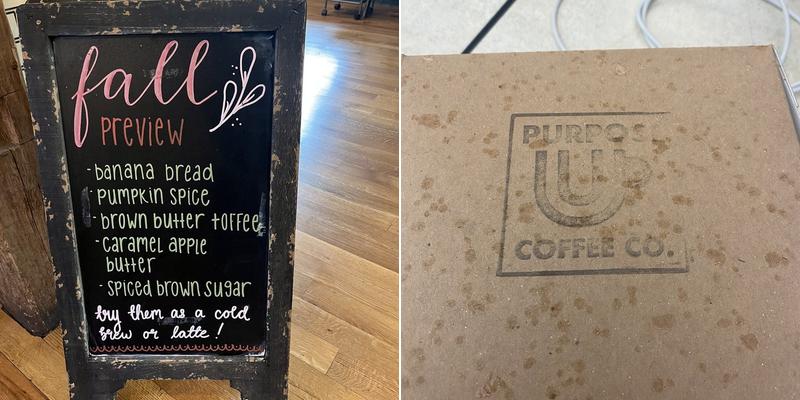 fall
preview
- banana bread
- pumpkin spice
- brown butter toffee
- caramel apple
butter
- spiced brown sugar
try them as a cold
brew or latte!
PURPOSE
COFFEE CO.